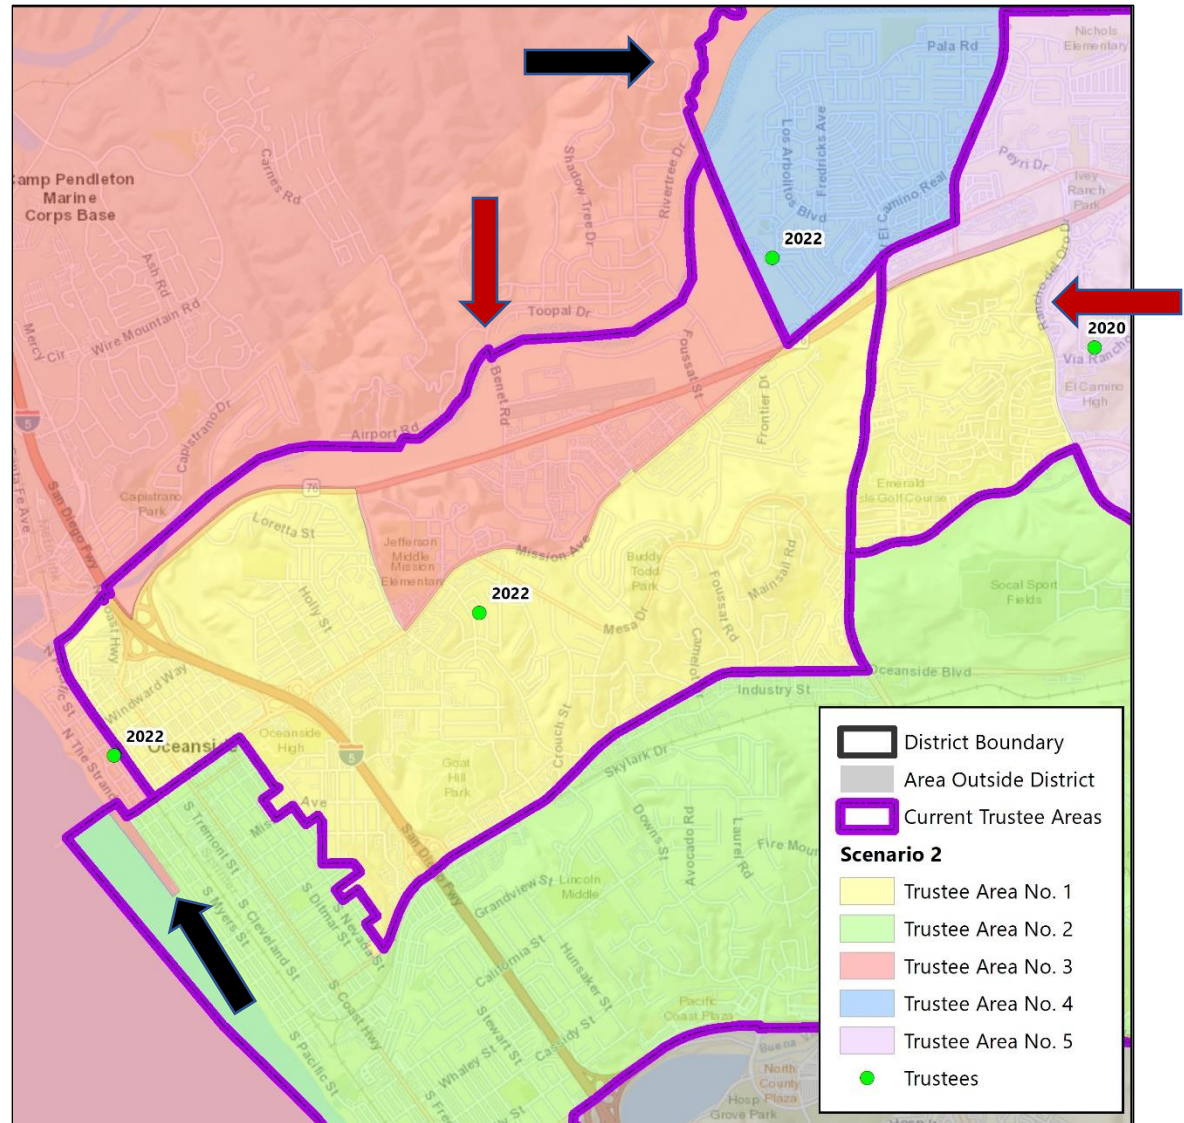 Nichols
Elementary
Pala Rd
Los Arbolitos Blvd
Fredricks Ave
Peyri Dr
Ivey
Ranch
Park
El Camino Real
Camp Pendleton
Marine
Corps Base
Carnes Rd
Shadow Tree Dr
Rivertree Dr
2022
Rancho del Oro Dr
Ash Rd
Wire Mountain Rd
Mercy Cir
Toopal Dr
2020
Via Rancho
El Camino
High
Foussat St
Benet Rd
Frontier Dr
Capistrano Dr
Airport Rd
5
76
Capistrano
Park
San Diego Fwy
Loretta St
Emerald
Isle Golf Course
Jefferson
Middle
Mission
Elementary
Mission Ave
Buddy
Todd
Park
Mainsail Rd
Foussat Rd
Socal Sport
Fields
Holly St
2022
Mesa Dr
Camelot Dr
N Coast Hwy
N Pacific St
N The Strand
Windward Way
Oceanside Blvd
Industry St
2022
Oceanside
Oceanside
High
5
Crouch St
Goat
Hill
Park
Skylark Dr
Ave
S Tremont St
San Diego Fwy
Downs St
Avocado Rd
Laurel Rd
Fire Moun
Lincoln
Middle
Grandview St
S Myers St
S Cleveland St
S Ditmar St
S Nevada St
California St
Hunsaker St
S Coast Hwy
S Pacific St
Stewart St
Cassidy St
Whaley St
S Fre
Pacific
Coast Plaza
Buena V
North
County
Plaza
Hosp
Grove Park
District Boundary
Area Outside District
Current Trustee Areas
Scenario 2
Trustee Area No. 1
Trustee Area No. 2
Trustee Area No. 3
Trustee Area No. 4
Trustee Area No. 5
Trustees